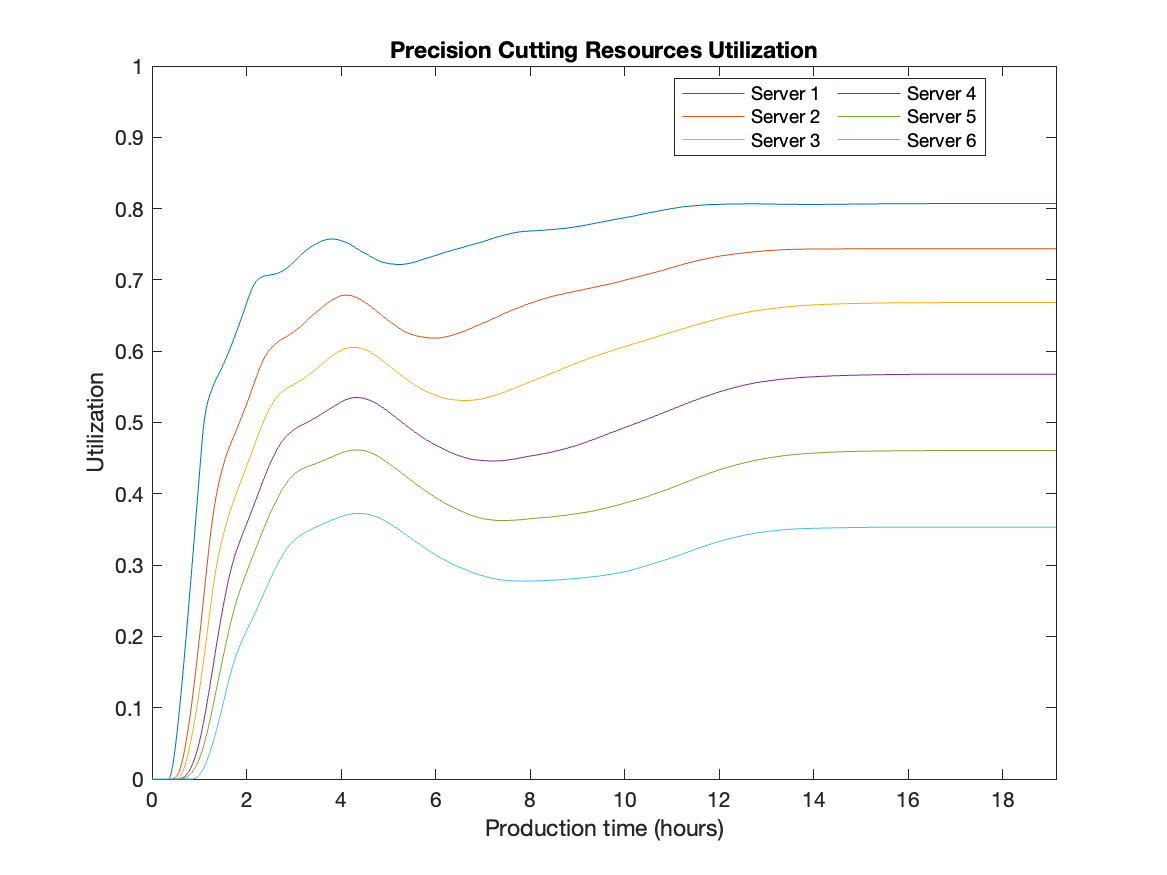 Precision Cutting Resources Utilization
1
Server 1 Server 4
Server 2 Server 5
Server 3 Server 6
0.9
0.8
0.7
0.6
0.5
0.4
0.3
0.2
0.1
0
Utilization
0 2 4 6 8 10 12 14 16 18
Production time (hours)